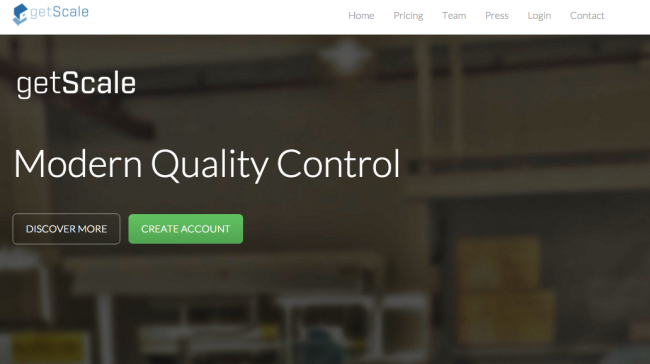 getScale
Home Pricing Team Press Login Contact
getScale
Modern Quality Control
DISCOVER MORE CREATE ACCOUNT